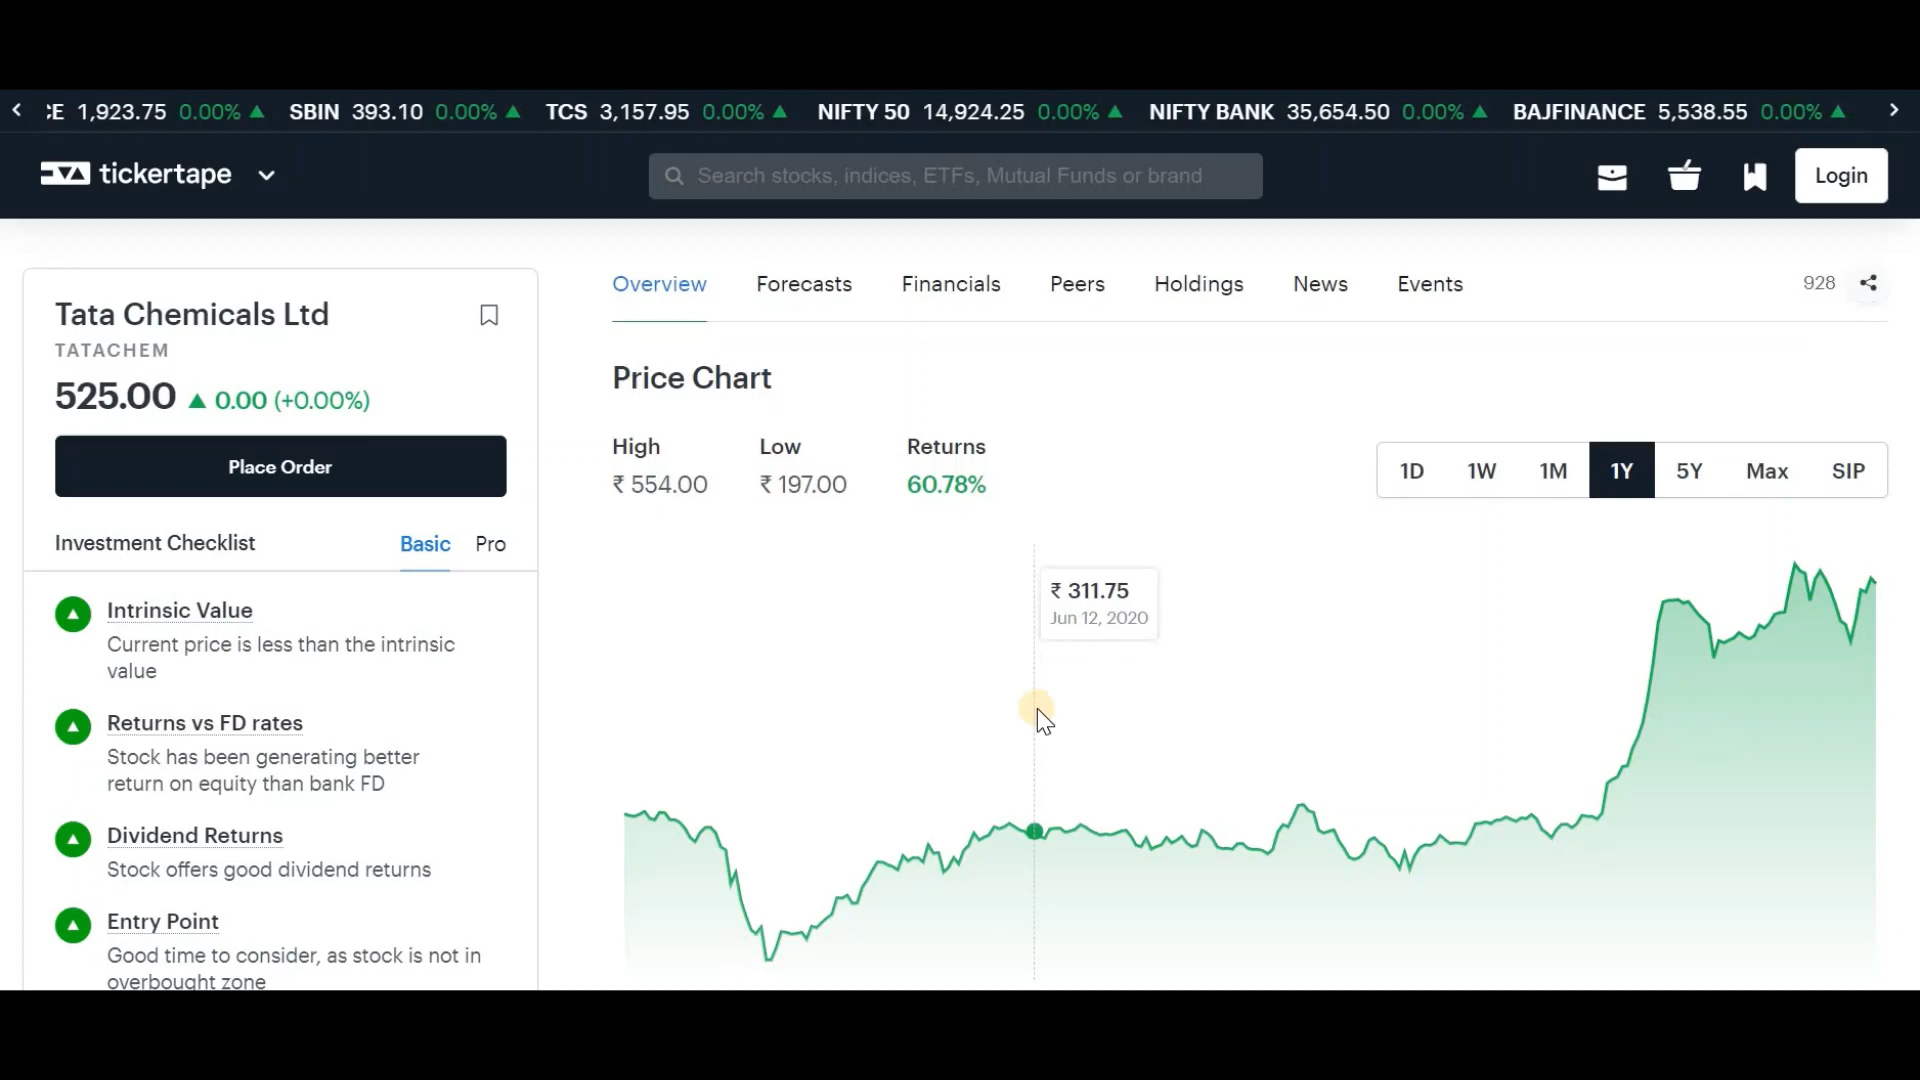 E 1,923.75 0.00% ▲ SBIN 393.10 0.00% ▲ TCS 3,157.95 0.00% ▲ NIFTY 50 14,924.25 0.00% ▲ NIFTY BANK 35,654.50 0.00% ▲ BAJFINANCE 5,538.55 0.00% ▲
tickertape
Search stocks, indices, ETFs, Mutual Funds or brand
Login
Tata Chemicals Ltd
TATACHEM
525.00 ▲ 0.00 (+0.00%)
Place Order
Investment Checklist Basic Pro
Intrinsic Value
Current price is less than the intrinsic
value
Returns vs FD rates
Stock has been generating better
return on equity than bank FD
Dividend Returns
Stock offers good dividend returns
Entry Point
Good time to consider, as stock is not in
overbought zone
Overview Forecasts Financials Peers Holdings News Events 928
Price Chart
High Low Returns
₹ 554.00 ₹ 197.00 60.78%
1D 1W 1M 1Y 5Y Max SIP
₹ 311.75
Jun 12, 2020